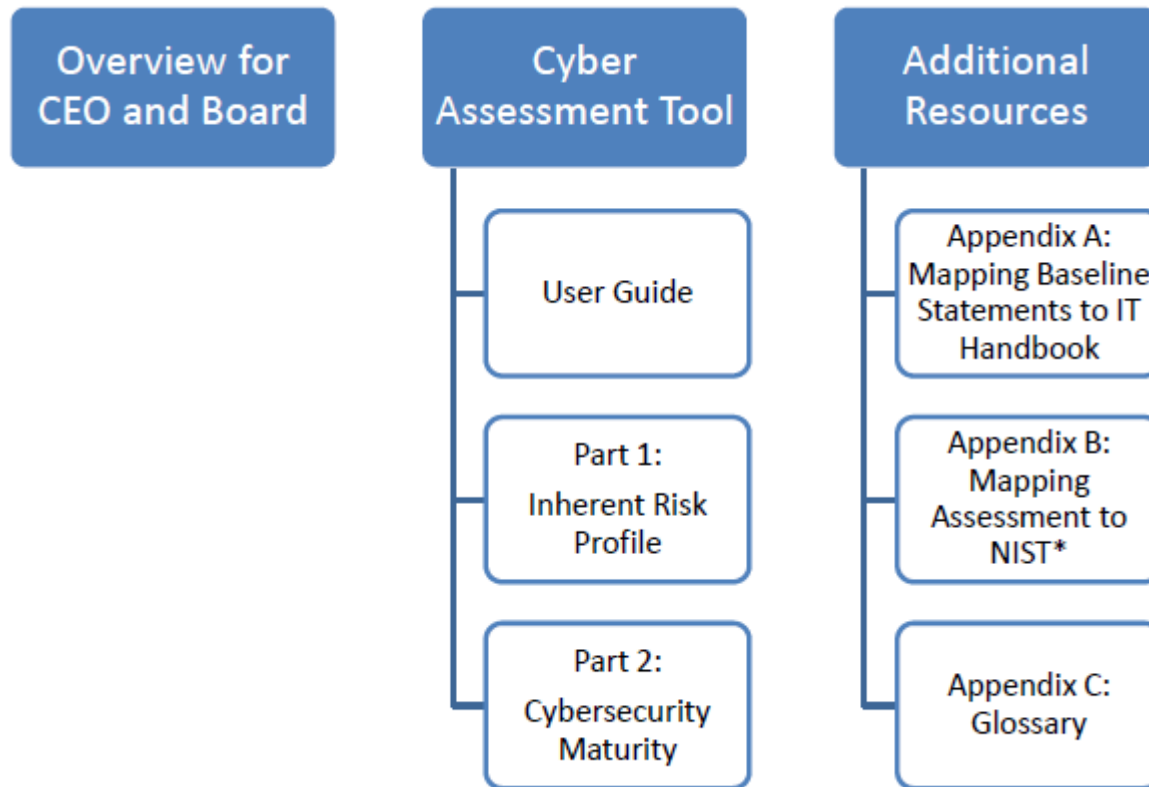 Overview for
CEO and Board
Cyber
Assessment Tool
User Guide
Part 1:
Inherent Risk
Profile
Part 2:
Cybersecurity
Maturity
Additional
Resources
Appendix A:
Mapping Baseline
Statements to IT
Handbook
Appendix B:
Mapping
Assessment to
NIST*
Appendix C:
Glossary